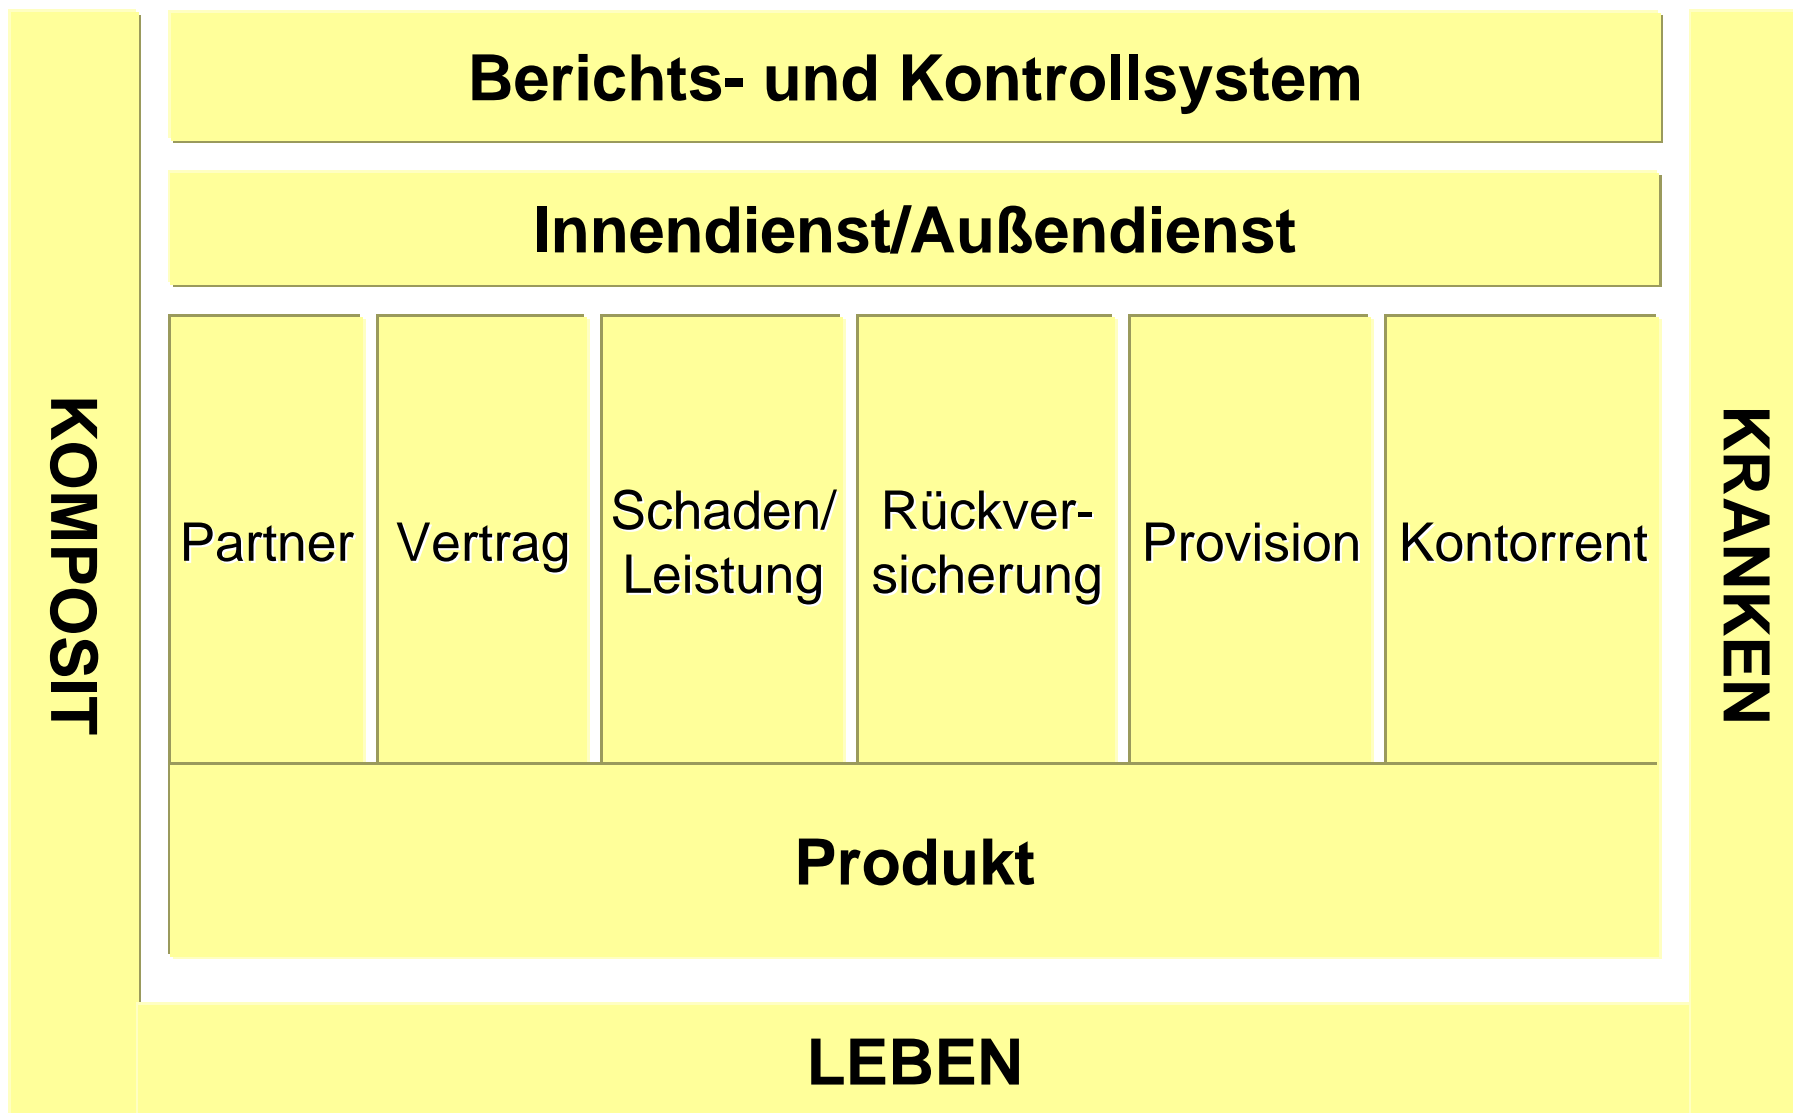 Berichts- und Kontrollsystem
Innendienst/Außendienst
KOMPOSIT
Partner
Vertrag
Schaden/
Leistung
Rückver-
sicherung
Provision
Kontorrent
KRANKEN
Produkt
LEBEN